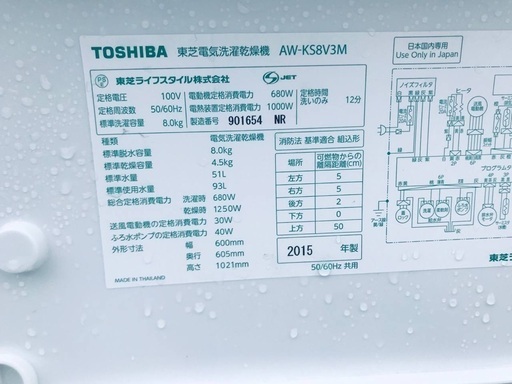 TOSHIBA 東芝電気洗濯乾燥機 AW-KS8V3M
日本国内専用
Use Only in Japan
東芝ライフスタイル株式会社 JET
定格電圧 100V 電動機定格消費電力 680W 定格時間
定格周波数 50/60Hz 電熱装置定格消費電力 1000W 洗いのみ 12分
標準洗濯容量 8.0kg 製造番号 901654 NR
種類 電気洗濯乾燥機
標準脱水容量 8.0kg
標準乾燥容量 4.5kg
標準水量 51L
標準水位 93L
総合定格消費電力 洗濯時 680W
乾燥時 1250W
送風電動機の定格消費電力 30W
ふろ水ポンプの定格消費電力 40W
外形寸法 幅 600mm
奥行 605mm
高さ 1021mm
消防法 基準適合 組込形
場所 可燃物からの離隔距離(cm)
左方 5
右方 5
後方 2
下方 0
上方 50
2015 年製
50/60Hz 共用
MADE IN THAILAND
ノイズフィルタ
プログラムタ
東芝ラ